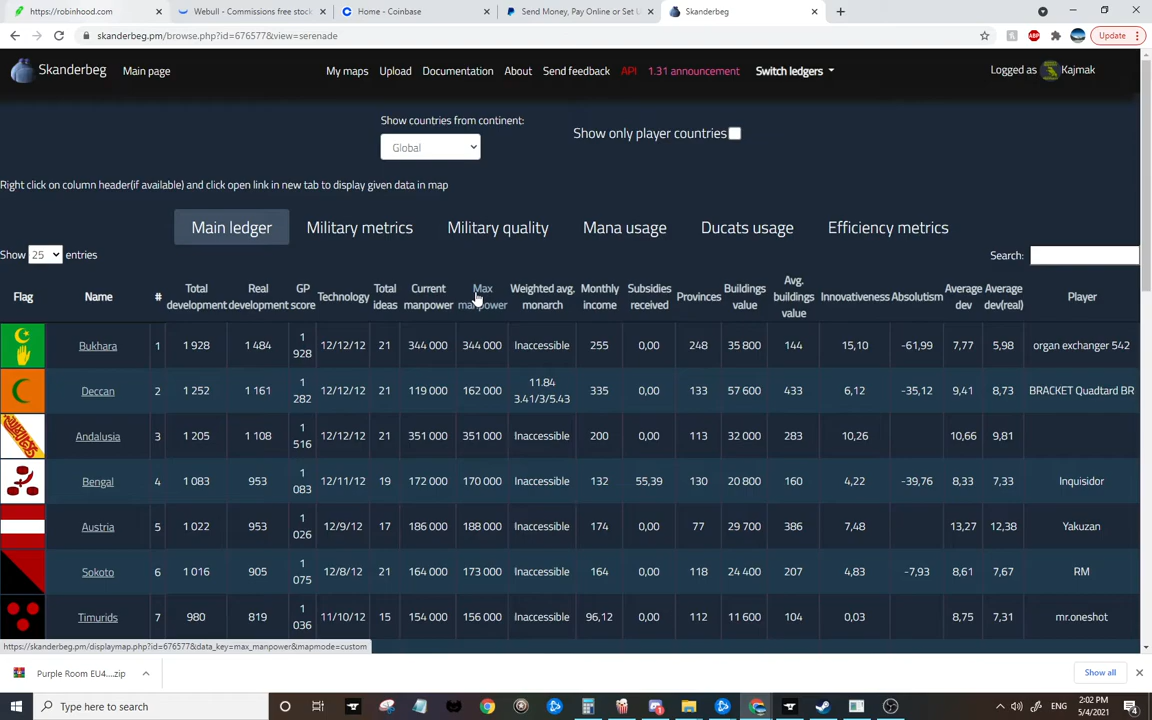 https://robinhood.com
Webull - Commissions free stock
Home - Coinbase
Send Money, Pay Online or Set U
Skanderbeg
skanderbeg.pm/browse.php?id=676577&view=serenade
Update
Skanderbeg
Main page
My maps
Upload
Documentation
About
Send feedback
API
1.31 announcement
Switch ledgers
Logged as
Kajmak
Show countries from continent:
Global
Show only player countries
Right click on column header(if available) and click open link in new tab to display given data in map
Main ledger
Military metrics
Military quality
Mana usage
Ducats usage
Efficiency metrics
Show 25 entries
Search:
Flag Name # Total development Real development GP score Technology Total ideas Current manpower Max manpower Weighted avg. monarch Monthly income Subsidies received Provinces Buildings value Avg. buildings value Innovativeness Absolutism Average dev Average dev(real) Player
Bukhara 1 1 928 1 484 1 928 12/12/12 21 344 000 344 000 Inaccessible 255 0,00 248 35 800 144 15,10 -61,99 7,77 5,98 organ exchanger 542
Deccan 2 1 252 1 161 1 282 12/12/12 21 119 000 162 000 11.84 3.41/3/5.43 335 0,00 133 57 600 433 6,12 -35,12 9,41 8,73 BRACKET Quadtard BR
Andalusia 3 1 205 1 108 1 516 12/12/12 21 351 000 351 000 Inaccessible 200 0,00 113 32 000 283 10,26 10,66 9,81
Bengal 4 1 083 953 1 083 12/11/12 19 172 000 170 000 Inaccessible 132 55,39 130 20 800 160 4,22 -39,76 8,33 7,33 Inquisidor
Austria 5 1 022 953 1 026 12/9/12 17 186 000 188 000 Inaccessible 174 0,00 77 29 700 386 7,48 13,27 12,38 Yakuzan
Sokoto 6 1 016 905 1 075 12/8/12 21 164 000 173 000 Inaccessible 164 0,00 118 24 400 207 4,83 -7,93 8,61 7,67 RM
Timurids 7 980 819 1 036 11/10/12 15 154 000 156 000 Inaccessible 96,12 0,00 112 11 600 104 0,03 8,75 7,31 mr.oneshot
https://skanderbeg.pm/displaymap.php?id=676577&data_key=max_manpower&mapmode=custom
Purple Room EU4....zip
Show all
Type here to search
ENG
2:02 PM
5/4/2021
4